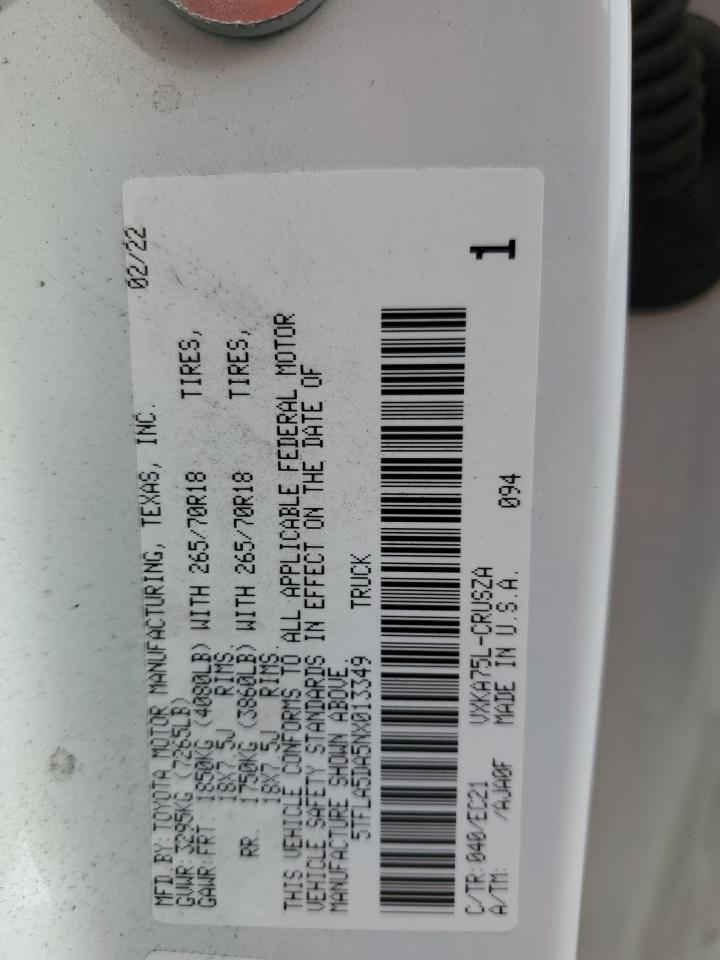 MFD.BY:TOYOTA MOTOR MANUFACTURING, TEXAS, INC. 02/22
GVWR:3295KG (7265LB)
GAWR:FRT. 1850KG (4080LB) WITH 265/70R18 TIRES,
18X7.5J RIMS,
RR. 1750KG (3860LB) WITH 265/70R18 TIRES,
18X7.5J RIMS.
THIS VEHICLE CONFORMS TO ALL APPLICABLE FEDERAL MOTOR
VEHICLE SAFETY STANDARDS IN EFFECT ON THE DATE OF
MANUFACTURE SHOWN ABOVE.
5TFLA5DA5NX013349 TRUCK
C/TR:040/EC21 VXKA75L-CRUSZA 094 1
A/TM: /AJA0F MADE IN U.S.A.